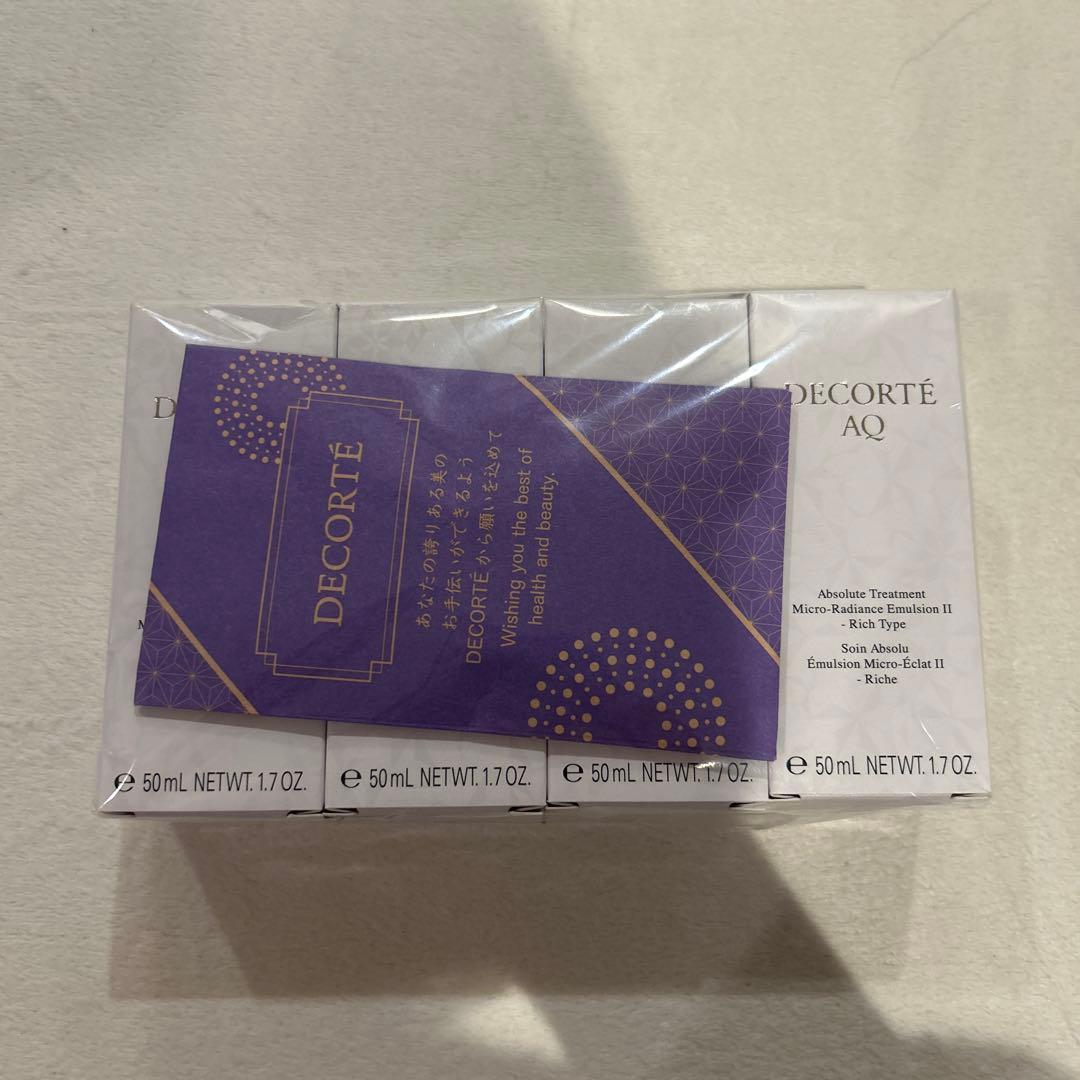 DECORTÉ
あなたの誇りある美の
お手伝いができるよう
DECORTÉ から願いを込めて
Wishing you the best of
health and beauty.
DECORTÉ
AQ
Absolute Treatment
Micro-Radiance Emulsion II
- Rich Type
Soin Absolu
Émulsion Micro-Éclat II
- Riche
e 50 mL NETWT. 1.7 OZ.
e 50 mL NETWT. 1.7 OZ.
e 50 mL NETWT. 1.7 OZ.
e 50 mL NETWT. 1.7 OZ.